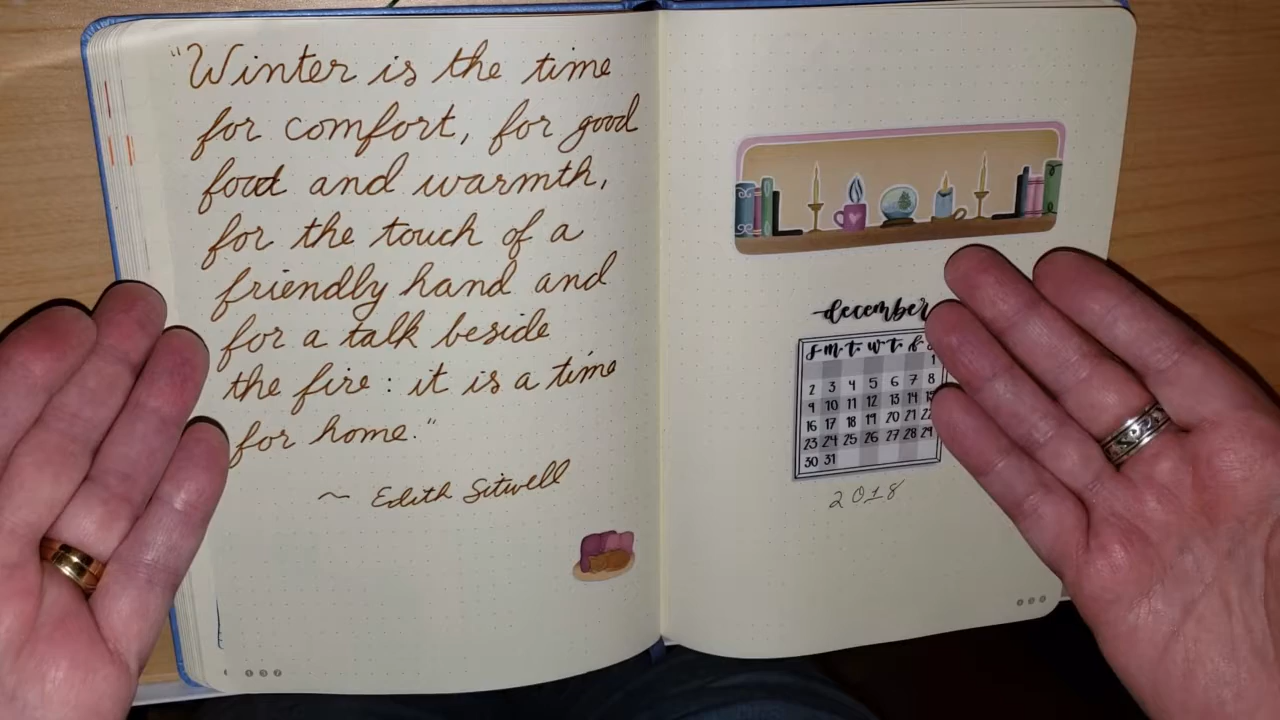 "Winter is the time
for comfort, for good
food and warmth,
for the touch of a
friendly hand and
for a talk beside
the fire: it is a time
for home."
~ Edith Sitwell
december
S M T W T F S
1
2 3 4 5 6 7 8
9 10 11 12 13 14 15
16 17 18 19 20 21 22
23 24 25 26 27 28 29
30 31
2018